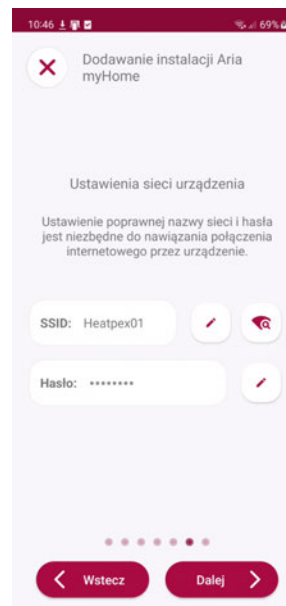 10:46
69%
Dodawanie instalacji Aria
myHome
Ustawienia sieci urządzenia
Ustawienie poprawnej nazwy sieci i hasła
jest niezbędne do nawiązania połączenia
internetowego przez urządzenie.
SSID: Heatpex01
Hasło: ••••••••
Wstecz
Dalej